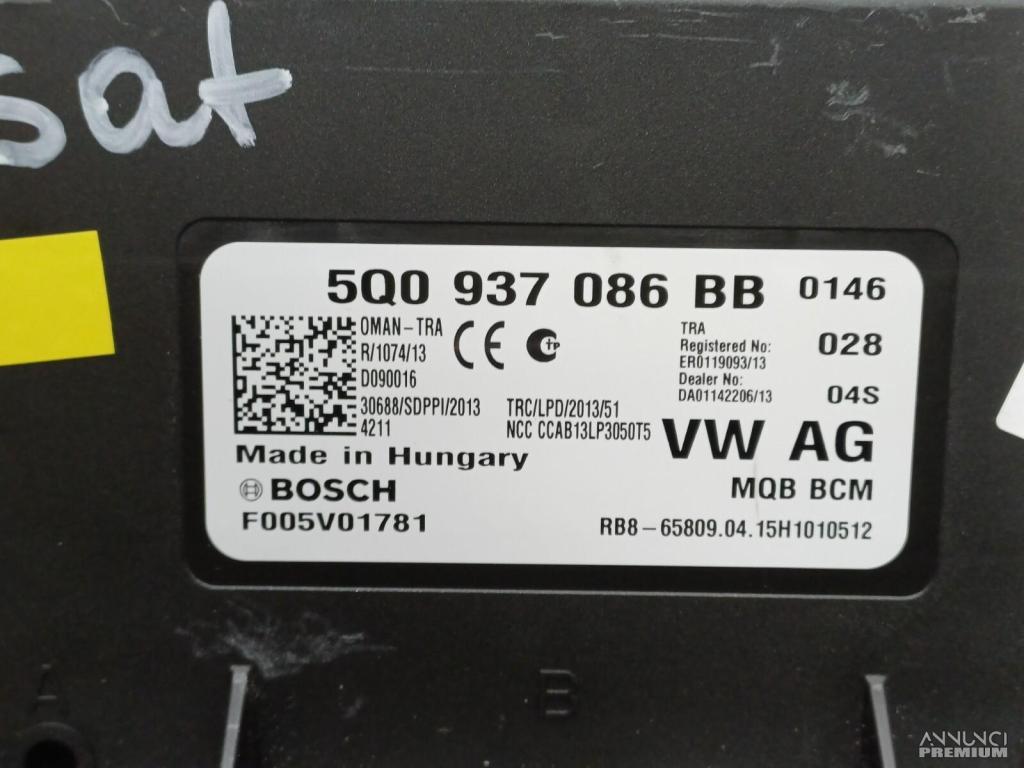 sat
5Q0 937 086 BB 0146
OMAN-TRA
R/1074/13
D090016
30688/SDPPI/2013
4211
CE
TP
TRC/LPD/2013/51
NCC CCAB13LP3050T5
TRA
Registered No:
ER0119093/13
Dealer No:
DA01142206/13
028
04S
VW AG
MQB BCM
Made in Hungary
BOSCH
F005V01781
RB8-65809.04.15H1010512
A
B
ANNUNCI
PREMIUM